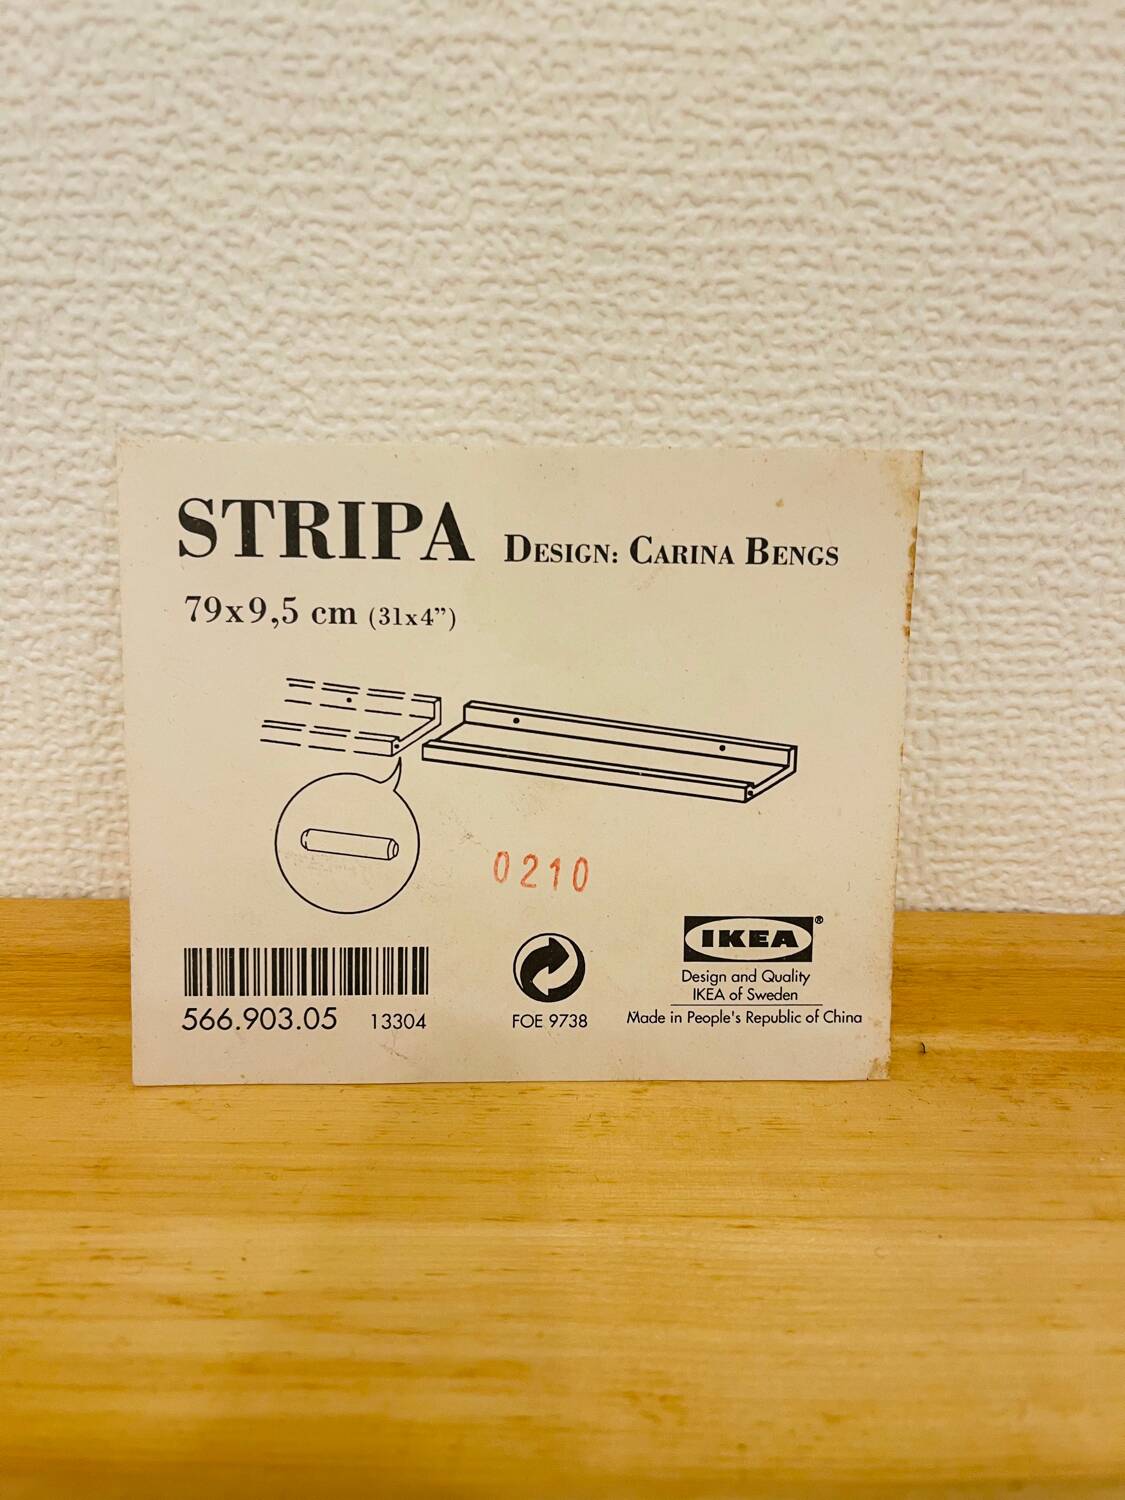 STRIPA DESIGN: CARINA BENGS
79x9,5 cm (31x4")
0210
IKEA®
Design and Quality
IKEA of Sweden
566.903.05 13304 FOE 9738 Made in People's Republic of China